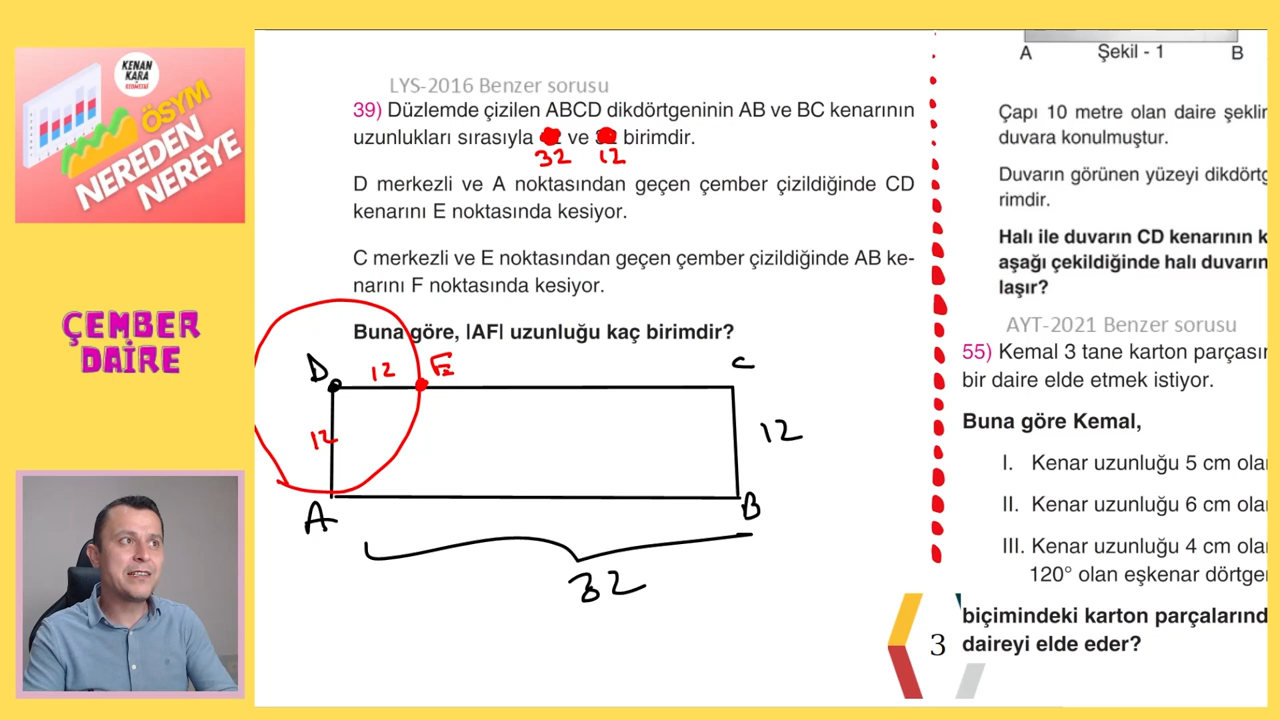 KENAN
KARA
ÖSYM
NEREDEN
NEREYE
ÇEMBER
DAİRE
LYS-2016 Benzer sorusu
39) Düzlemde çizilen ABCD dikdörtgeninin AB ve BC kenarının
uzunlukları sırasıyla ve birimdir.
32 12
D merkezli ve A noktasından geçen çember çizildiğinde CD
kenarını E noktasında kesiyor.
C merkezli ve E noktasından geçen çember çizildiğinde AB ke-
narını F noktasında kesiyor.
Buna göre, |AF| uzunluğu kaç birimdir?
D 12 E C
12 12
A B
32
A Şekil - 1 B
Çapı 10 metre olan daire şeklin
duvara konulmuştur.
Duvarın görünen yüzeyi dikdörtg
rimdir.
Halı ile duvarın CD kenarının k
aşağı çekildiğinde halı duvarın
laşır?
AYT-2021 Benzer sorusu
55) Kemal 3 tane karton parçasın
bir daire elde etmek istiyor.
Buna göre Kemal,
I. Kenar uzunluğu 5 cm olan
II. Kenar uzunluğu 6 cm olan
III. Kenar uzunluğu 4 cm olan
120° olan eşkenar dörtgen
biçimindeki karton parçalarınd
daireyi elde eder?
3